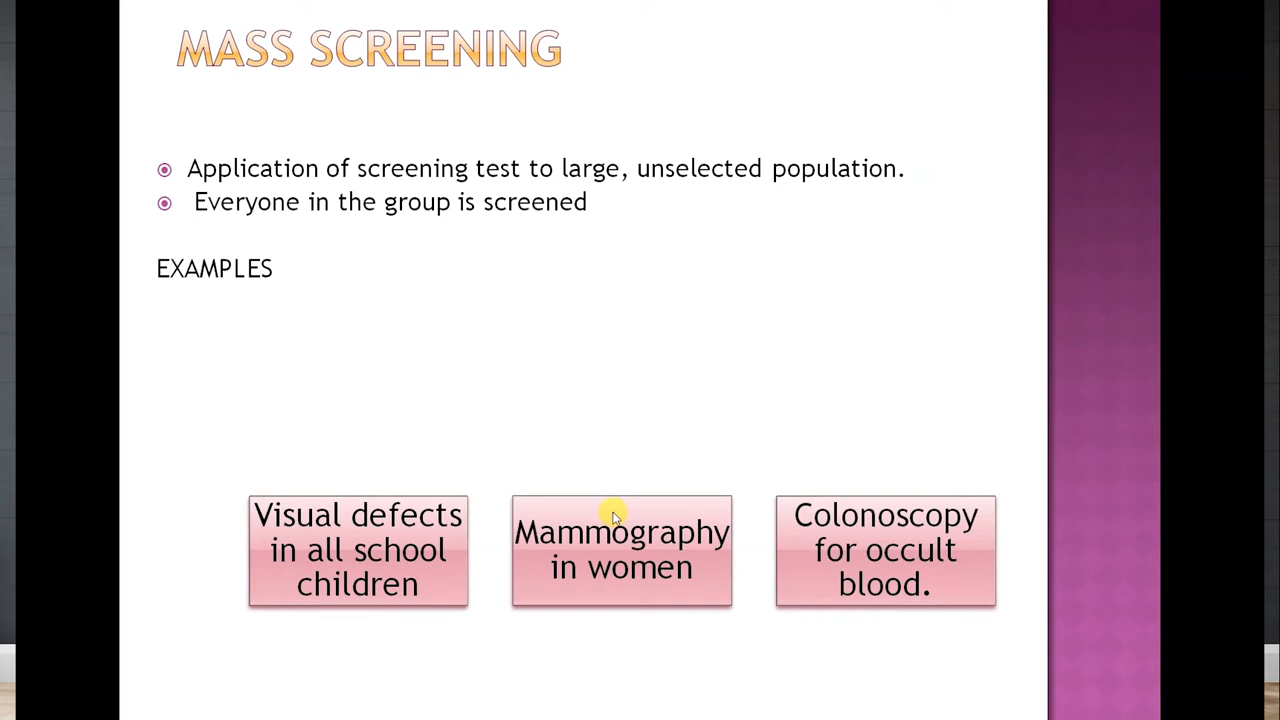 MASS SCREENING
Application of screening test to large, unselected population.
Everyone in the group is screened
EXAMPLES
Visual defects
in all school
children
Mammography
in women
Colonoscopy
for occult
blood.